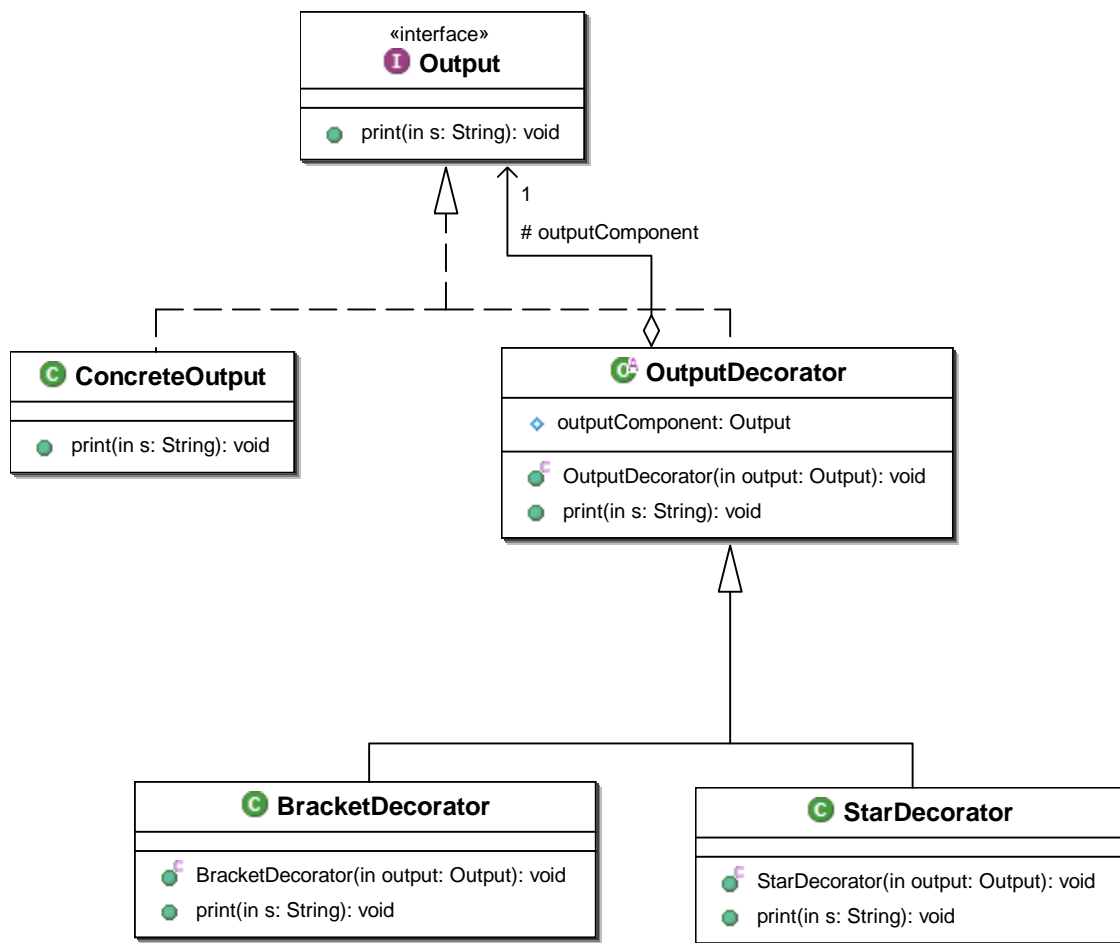 «interface»
I Output
print(in s: String): void
1
# outputComponent
C ConcreteOutput
print(in s: String): void
C A OutputDecorator
outputComponent: Output
C OutputDecorator(in output: Output): void
print(in s: String): void
C BracketDecorator
C BracketDecorator(in output: Output): void
print(in s: String): void
C StarDecorator
C StarDecorator(in output: Output): void
print(in s: String): void